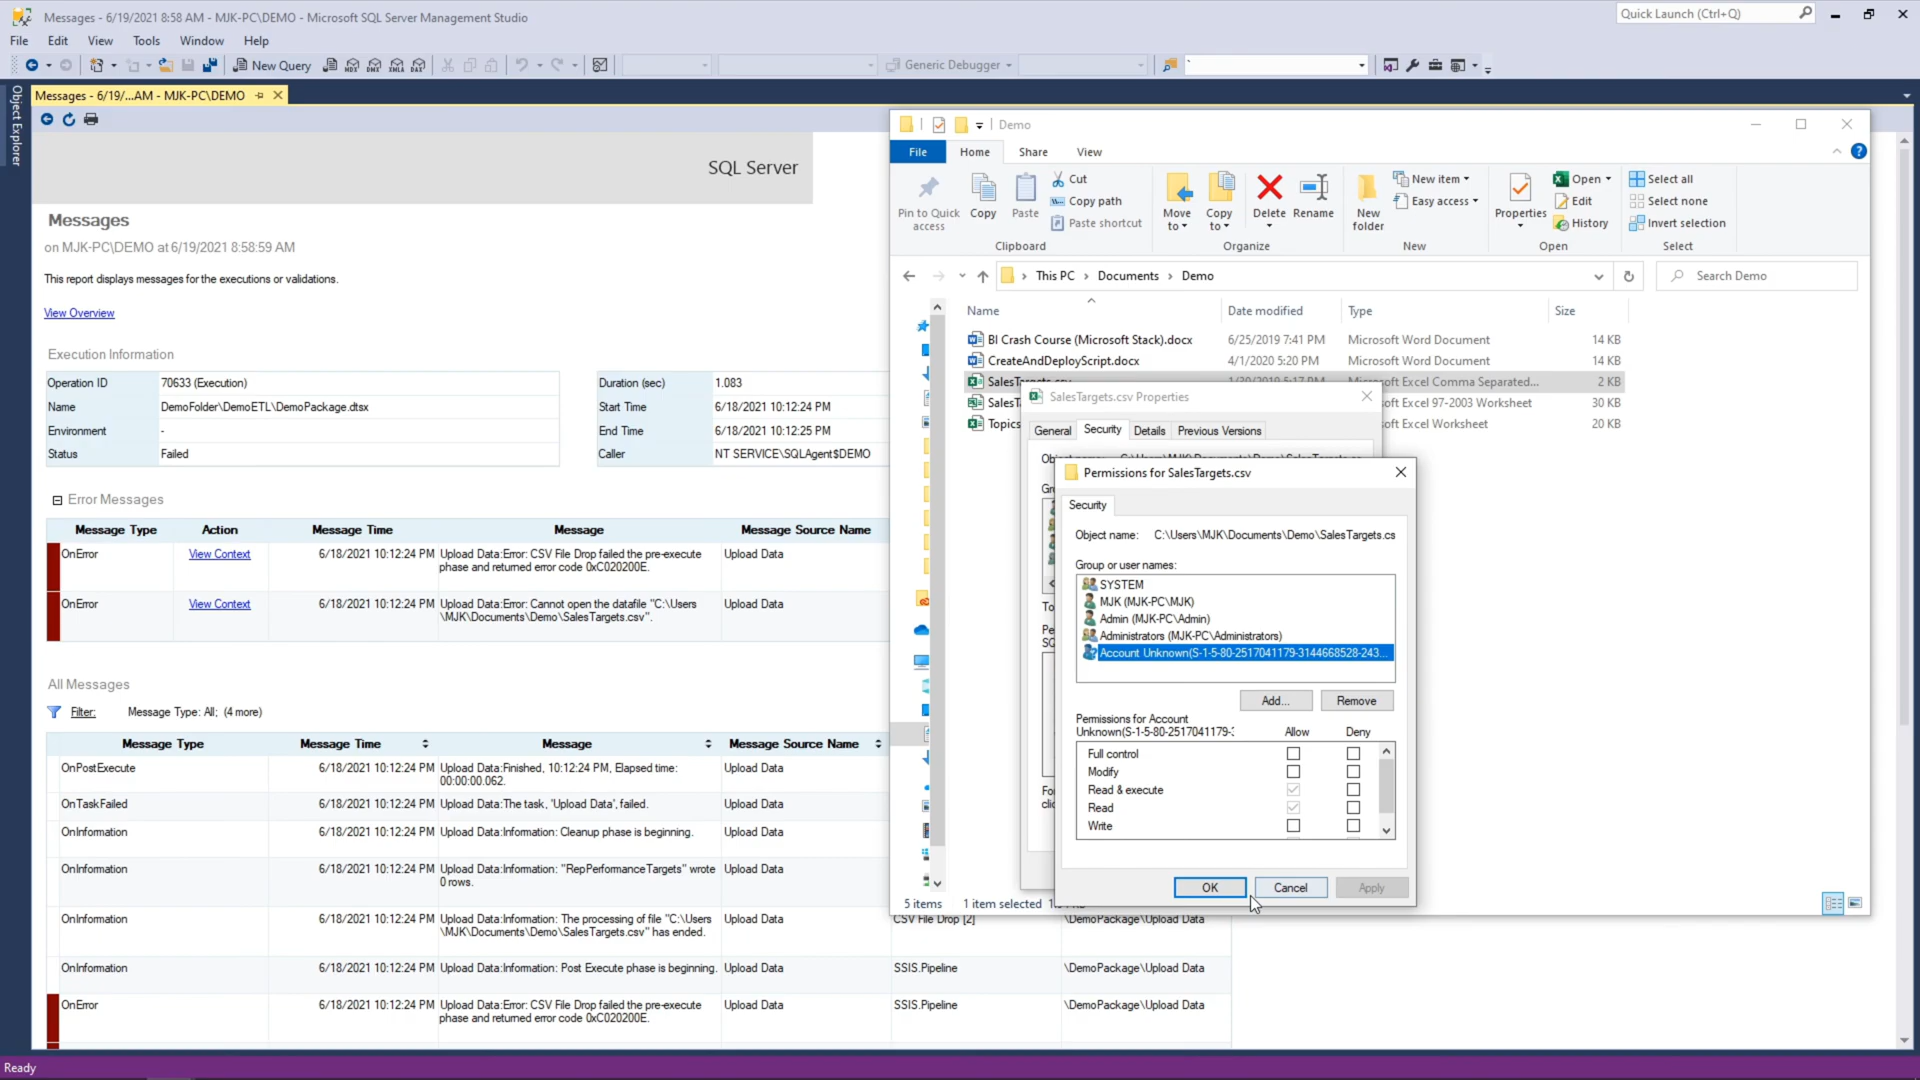 Messages - 6/19/2021 8:58 AM - MJK-PC\DEMO - Microsoft SQL Server Management Studio
Quick Launch (Ctrl+Q)
File Edit View Tools Window Help
New Query
MDX DMX XMLA DAX
Generic Debugger
Object Explorer
Messages - 6/19/...AM - MJK-PC\DEMO
SQL Server
Messages
on MJK-PC\DEMO at 6/19/2021 8:58:59 AM
This report displays messages for the executions or validations.
View Overview
Execution Information
Operation ID 70633 (Execution)
Name DemoFolder\DemoETL\DemoPackage.dtsx
Environment -
Status Failed
Duration (sec) 1.083
Start Time 6/18/2021 10:12:24 PM
End Time 6/18/2021 10:12:25 PM
Caller NT SERVICE\SQLAgent$DEMO
Error Messages
Message Type Action Message Time Message Message Source Name
OnError View Context 6/18/2021 10:12:24 PM Upload Data:Error: CSV File Drop failed the pre-execute Upload Data
phase and returned error code 0xC020200E.
OnError View Context 6/18/2021 10:12:24 PM Upload Data:Error: Cannot open the datafile "C:\Users Upload Data
\MJK\Documents\Demo\SalesTargets.csv".
All Messages
Filter: Message Type: All; (4 more)
Message Type Message Time Message Message Source Name
OnPostExecute 6/18/2021 10:12:24 PM Upload Data:Finished, 10:12:24 PM, Elapsed time: Upload Data
00:00:00.062.
OnTaskFailed 6/18/2021 10:12:24 PM Upload Data:The task, 'Upload Data', failed. Upload Data
OnInformation 6/18/2021 10:12:24 PM Upload Data:Information: Cleanup phase is beginning. Upload Data
OnInformation 6/18/2021 10:12:24 PM Upload Data:Information: "RepPerformanceTargets" wrote Upload Data
0 rows.
OnInformation 6/18/2021 10:12:24 PM Upload Data:Information: The processing of file "C:\Users Upload Data CSV File Drop [2] \DemoPackage\Upload Data
\MJK\Documents\Demo\SalesTargets.csv" has ended.
OnInformation 6/18/2021 10:12:24 PM Upload Data:Information: Post Execute phase is beginning. Upload Data SSIS.Pipeline \DemoPackage\Upload Data
OnError 6/18/2021 10:12:24 PM Upload Data:Error: CSV File Drop failed the pre-execute Upload Data SSIS.Pipeline \DemoPackage\Upload Data
phase and returned error code 0xC020200E.
Ready
Demo
File Home Share View
Pin to Quick access
Copy
Paste
Cut
Copy path
Paste shortcut
Clipboard
Move to
Copy to
Delete
Rename
Organize
New folder
New item
Easy access
New
Properties
Open
Edit
History
Open
Select all
Select none
Invert selection
Select
This PC Documents Demo
Search Demo
Name Date modified Type Size
BI Crash Course (Microsoft Stack).docx 6/25/2019 7:41 PM Microsoft Word Document 14 KB
CreateAndDeployScript.docx 4/1/2020 5:20 PM Microsoft Word Document 14 KB
SalesTargets.csv 1/30/2019 5:17 PM Microsoft Excel Comma Separated... 2 KB
SalesT oft Excel 97-2003 Worksheet 30 KB
Topics oft Excel Worksheet 20 KB
5 items 1 item selected
SalesTargets.csv Properties
General Security Details Previous Versions
Permissions for SalesTargets.csv
Security
Object name: C:\Users\MJK\Documents\Demo\SalesTargets.cs
Group or user names:
SYSTEM
MJK (MJK-PC\MJK)
Admin (MJK-PC\Admin)
Administrators (MJK-PC\Administrators)
Account Unknown(S-1-5-80-2517041179-3144668528-243...
Add... Remove
Permissions for Account
Unknown(S-1-5-80-2517041179- Allow Deny
Full control
Modify
Read & execute
Read
Write
OK Cancel Apply